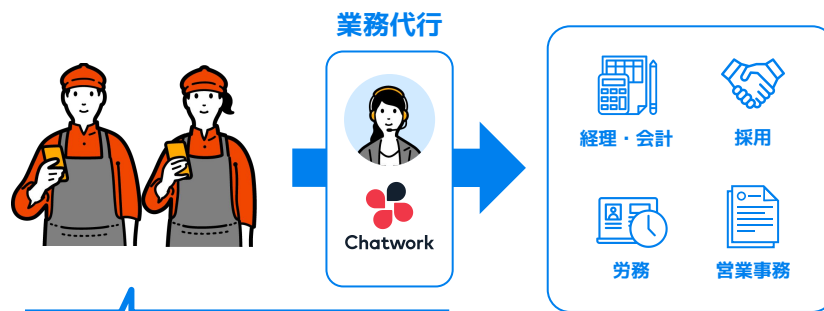 業務代行
Chatwork
経理・会計
採用
労務
営業事務